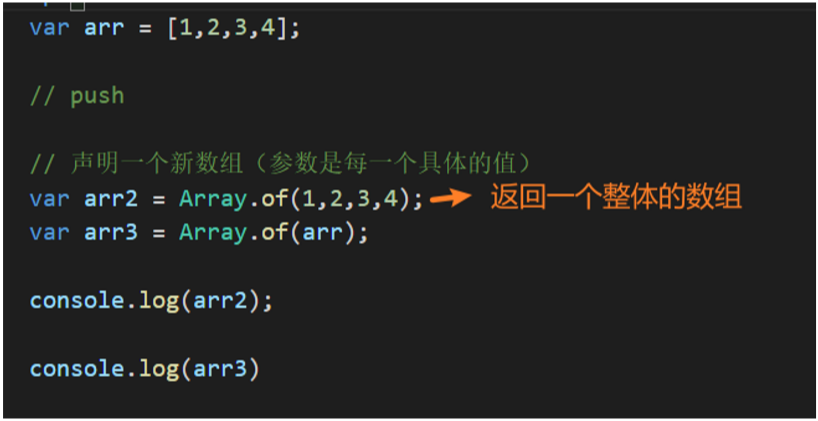 var arr = [1,2,3,4];
// push
// 声明一个新数组（参数是每一个具体的值）
var arr2 = Array.of(1,2,3,4); 返回一个整体的数组
var arr3 = Array.of(arr);
console.log(arr2);
console.log(arr3)